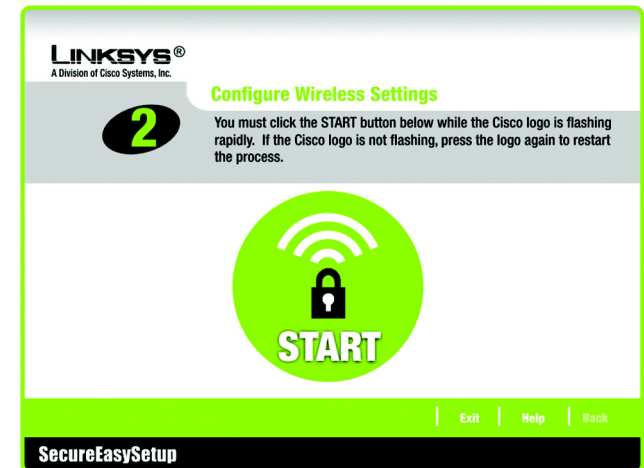 LINKSYS®
A Division of Cisco Systems, Inc.
Configure Wireless Settings
2
You must click the START button below while the Cisco logo is flashing
rapidly. If the Cisco logo is not flashing, press the logo again to restart
the process.
START
Exit Help Back
SecureEasySetup